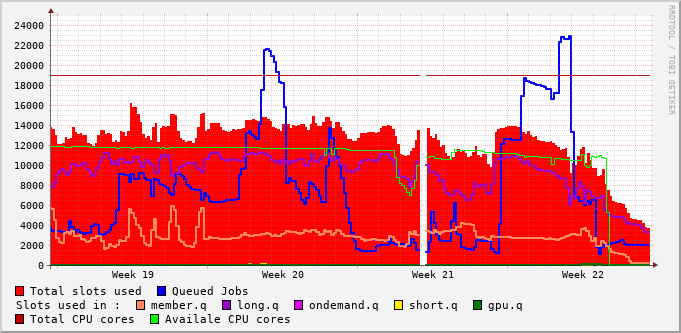 24000
22000
20000
18000
16000
14000
12000
10000
8000
6000
4000
2000
0
Week 19 Week 20 Week 21 Week 22
RRDTOOL / TOBI OETIKER
Total slots used Queued Jobs
Slots used in : member.q long.q ondemand.q short.q gpu.q
Total CPU cores Availale CPU cores